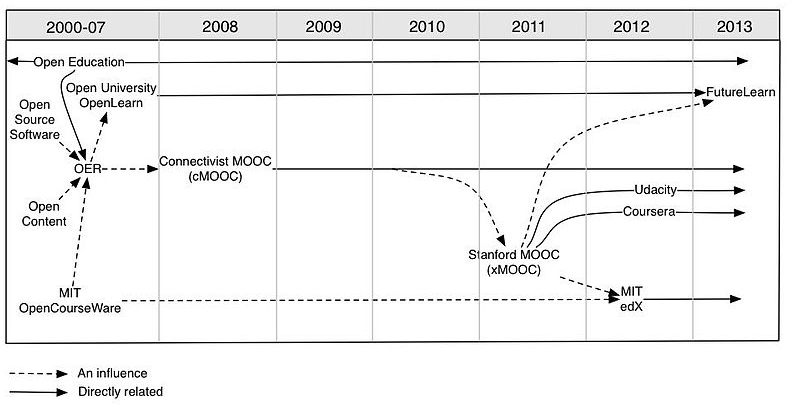 2000-07 2008 2009 2010 2011 2012 2013
Open Education
Open University
OpenLearn
FutureLearn
Open
Source
Software
OER
Connectivist MOOC
(cMOOC)
Udacity
Open
Content
Coursera
Stanford MOOC
(xMOOC)
MIT
OpenCourseWare
MIT
edX
An influence
Directly related